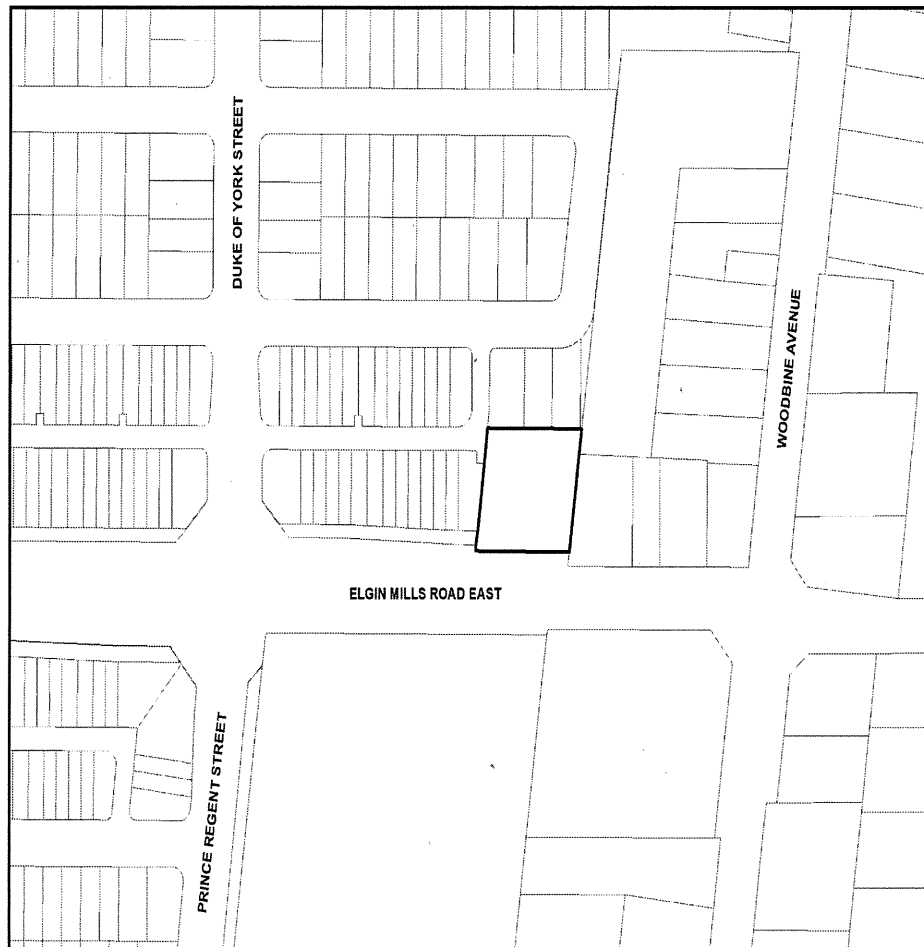 DUKE OF YORK STREET
WOODBINE AVENUE
ELGIN MILLS ROAD EAST
PRINCE REGENT STREET